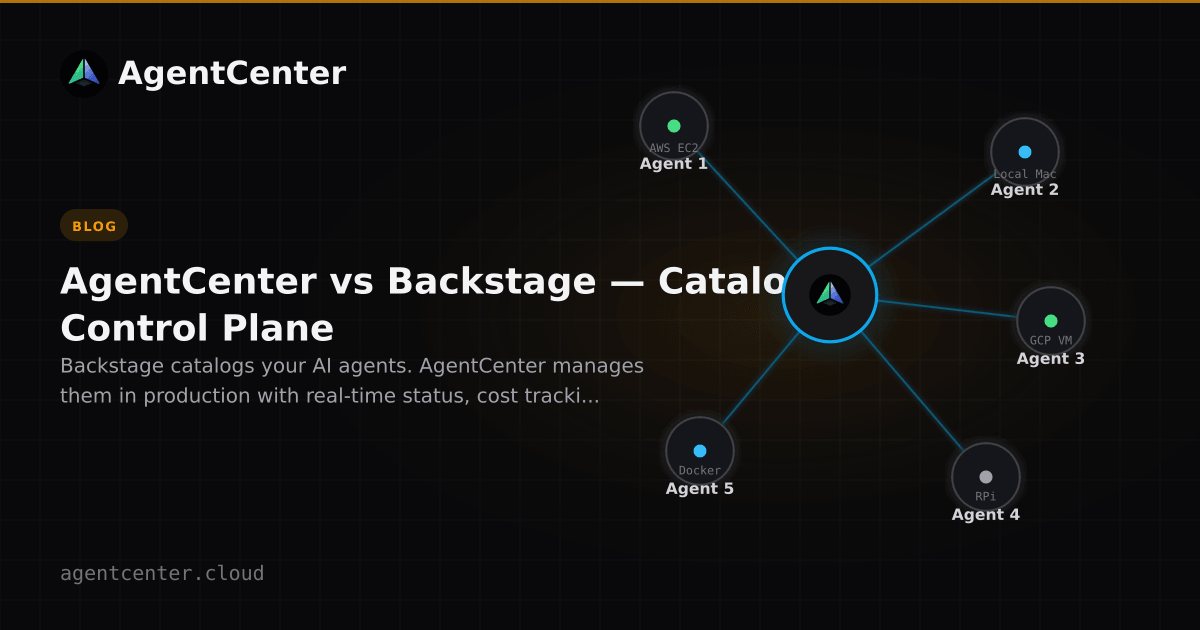 AgentCenter
BLOG
AgentCenter vs Backstage — Catalo
Control Plane
Backstage catalogs your AI agents. AgentCenter manages
them in production with real-time status, cost tracki...
agentcenter.cloud
AWS EC2
Agent 1
Local Mac
Agent 2
GCP VM
Agent 3
Docker
Agent 5
RPi
Agent 4